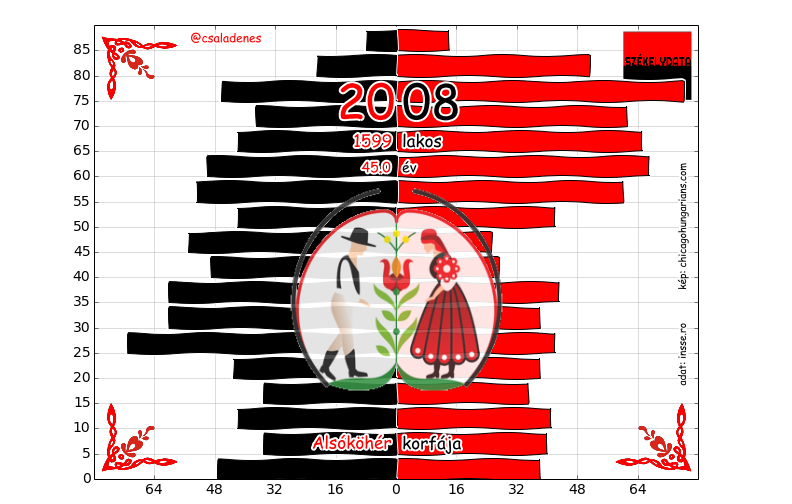 @csaladenes
SZÉKELYDATA
2008
1599 lakos
45.0 év
kép: chicagohungarians.com
adat: insse.ro
Alsóköhér korfája
85
80
75
70
65
60
55
50
45
40
35
30
25
20
15
10
5
0
64 48 32 16 0 16 32 48 64